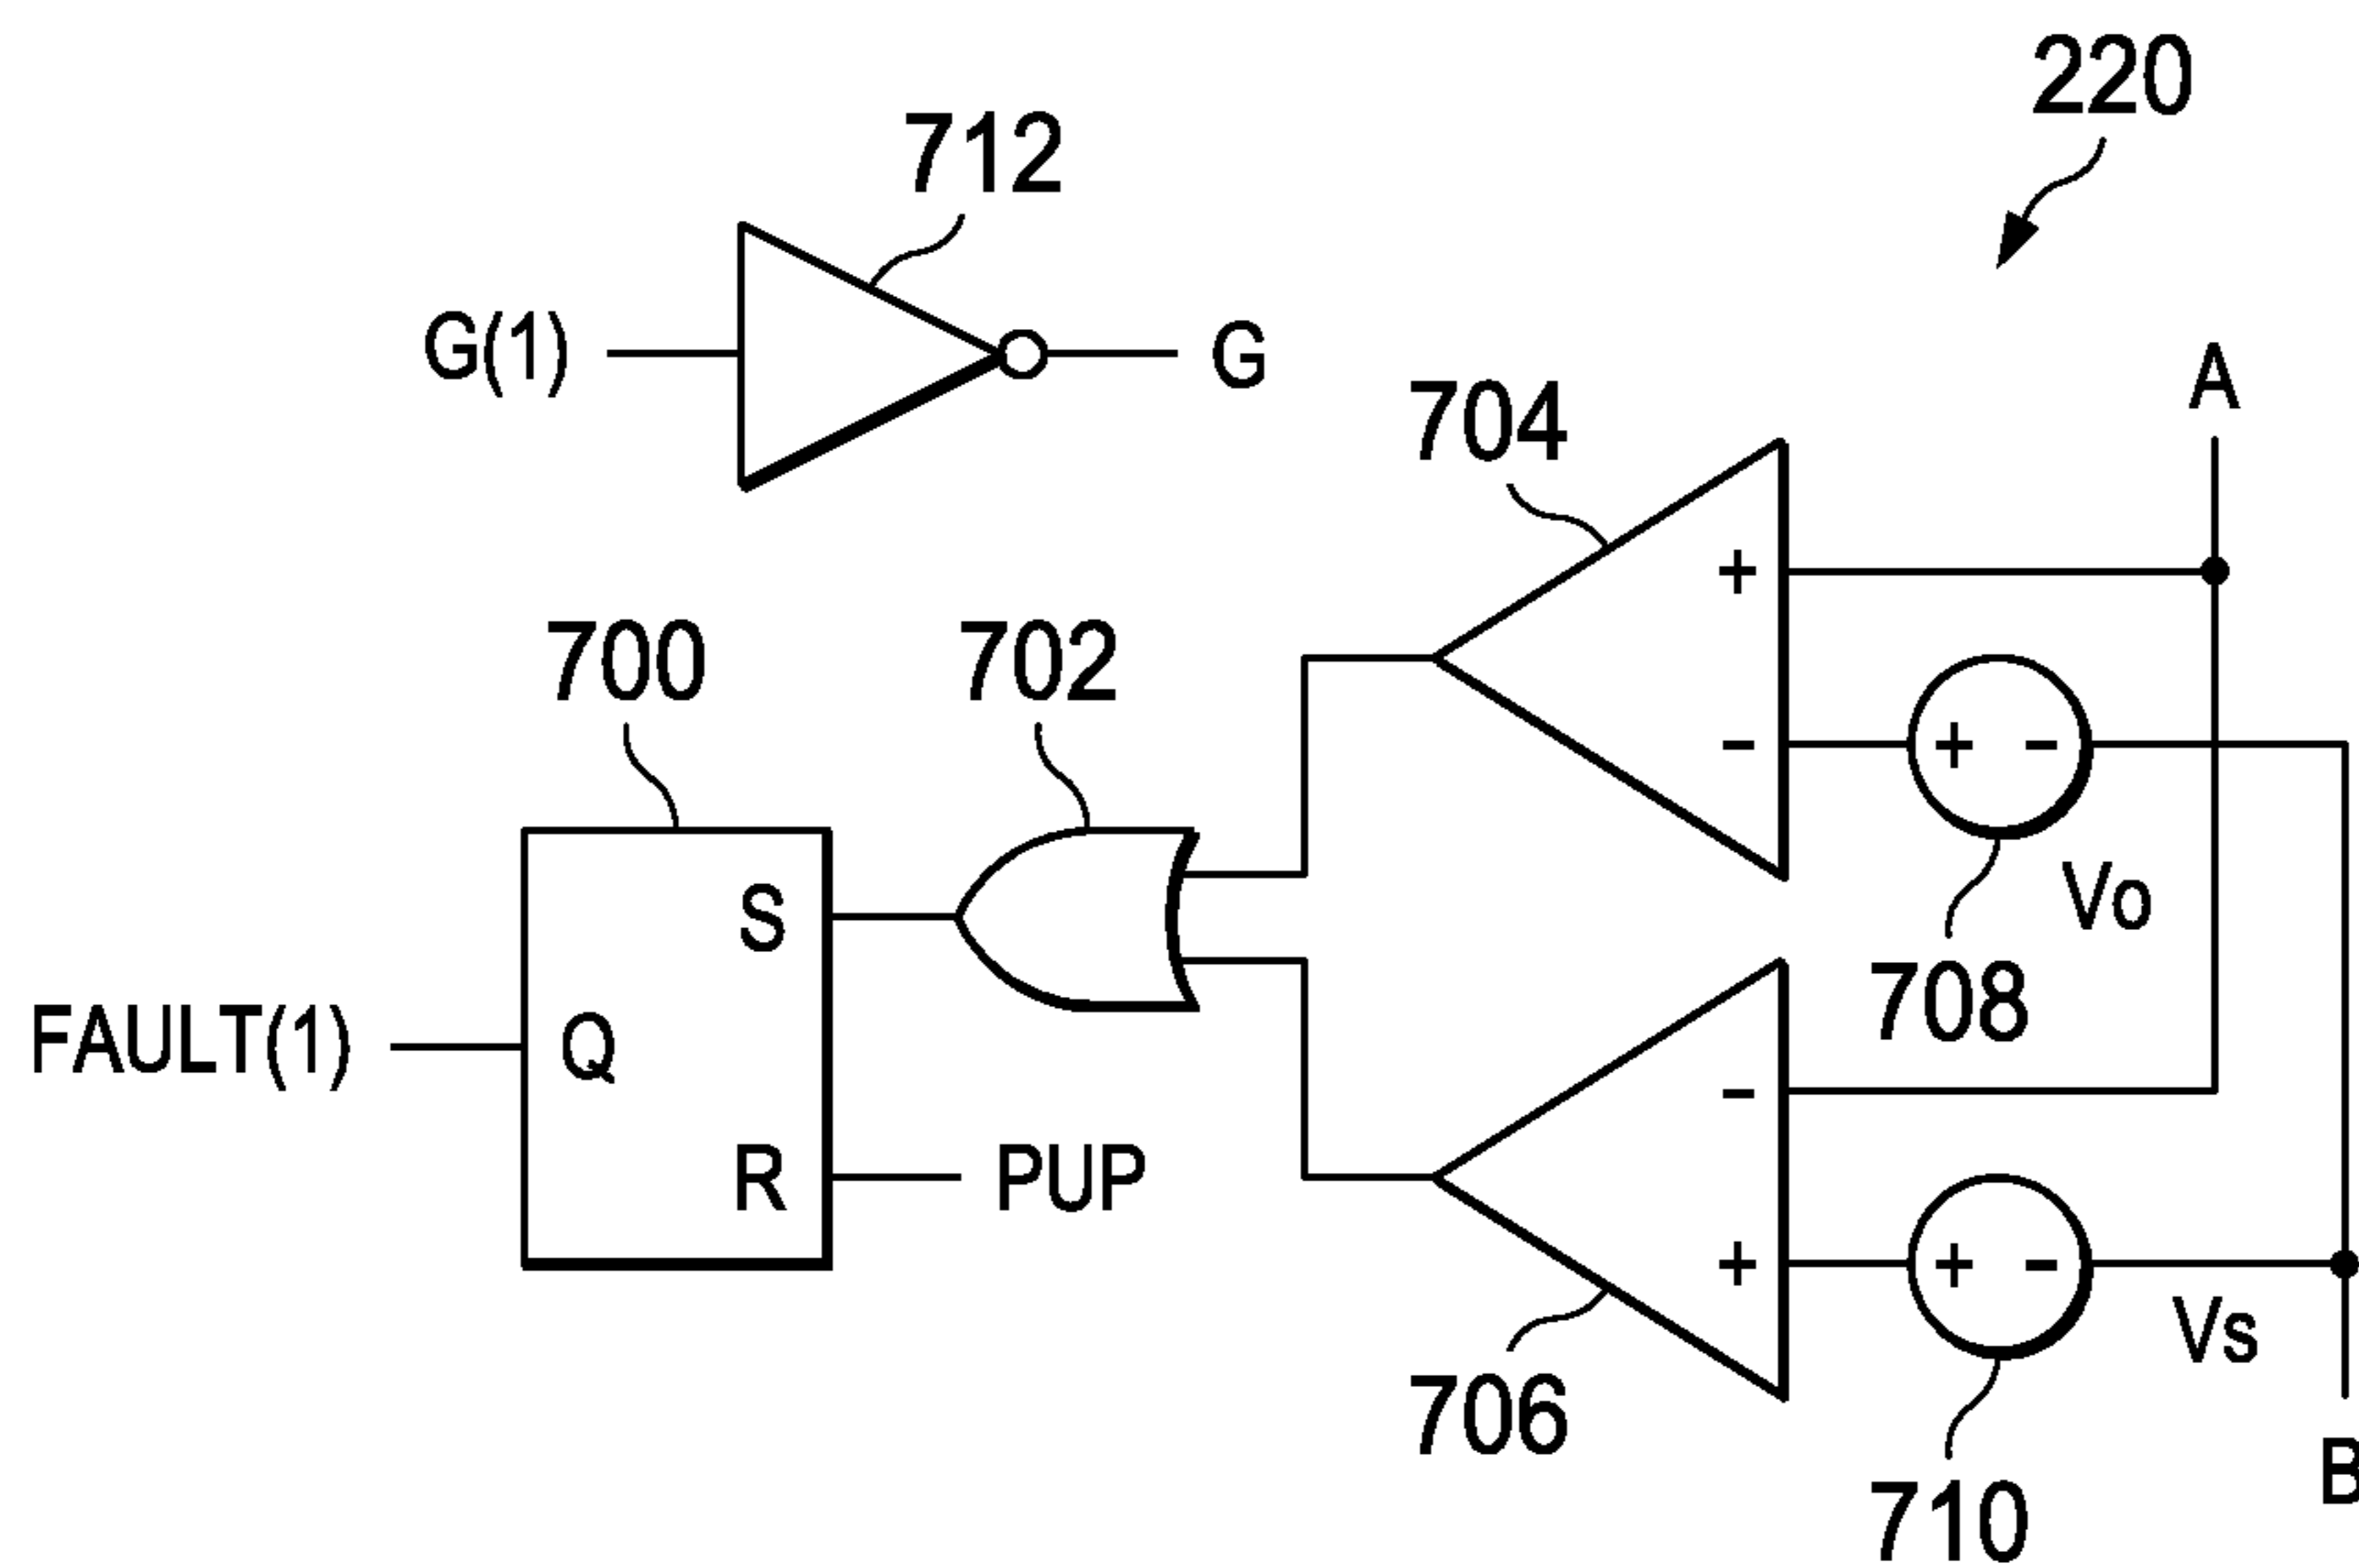 220
712
G(1)
G
A
704
+
-
+ -
Vo
708
700
702
S
Q
R
FAULT(1)
PUP
-
+
+ -
Vs
706
710
B